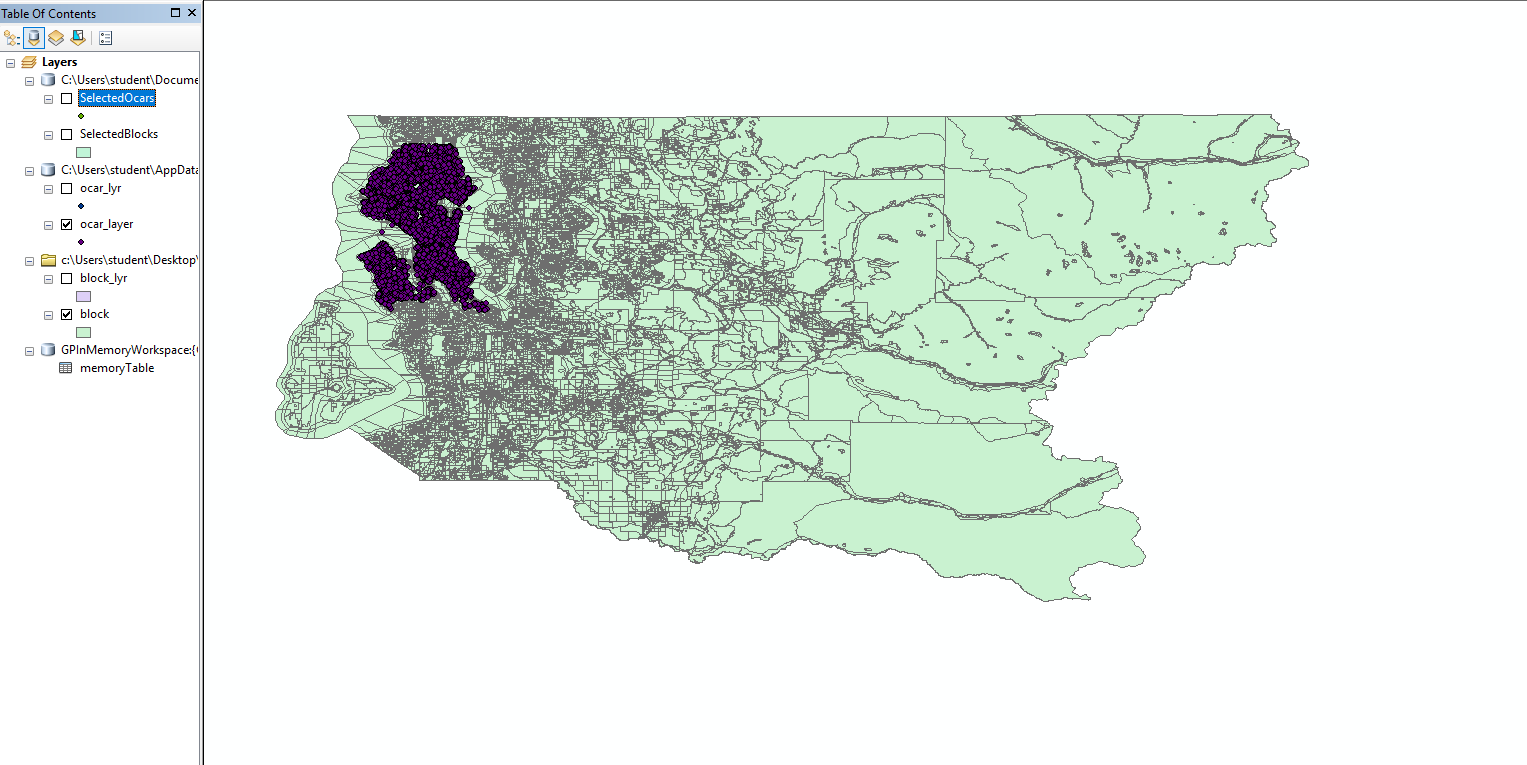 Table Of Contents
Layers
C:\Users\student\Docume
SelectedOcars
SelectedBlocks
C:\Users\student\AppData
ocar_lyr
ocar_layer
c:\Users\student\Desktop\
block_lyr
block
GPInMemoryWorkspace:{
memoryTable